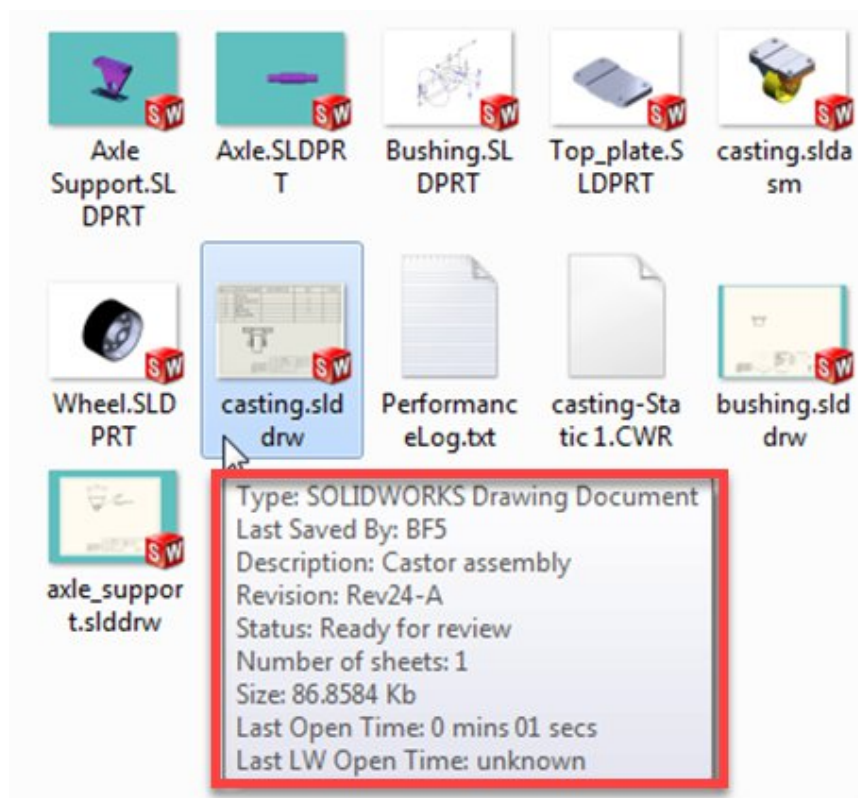 Axle
Support.SL
DPRT
Axle.SLDPR
T
Bushing.SL
DPRT
Top_plate.S
LDPRT
casting.slda
sm
Wheel.SLD
PRT
casting.sld
drw
Performanc
eLog.txt
casting-Sta
tic 1.CWR
bushing.sld
drw
axle_suppor
t.slddrw
Type: SOLIDWORKS Drawing Document
Last Saved By: BF5
Description: Castor assembly
Revision: Rev24-A
Status: Ready for review
Number of sheets: 1
Size: 86.8584 Kb
Last Open Time: 0 mins 01 secs
Last LW Open Time: unknown